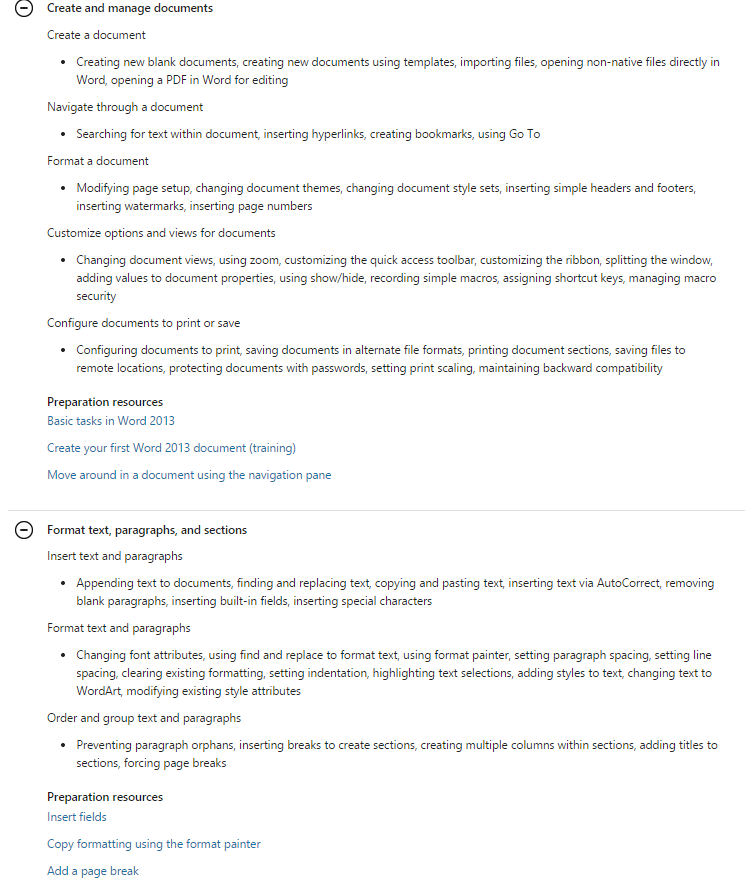 Create and manage documents
Create a document
• Creating new blank documents, creating new documents using templates, importing files, opening non-native files directly in
Word, opening a PDF in Word for editing
Navigate through a document
• Searching for text within document, inserting hyperlinks, creating bookmarks, using Go To
Format a document
• Modifying page setup, changing document themes, changing document style sets, inserting simple headers and footers,
inserting watermarks, inserting page numbers
Customize options and views for documents
• Changing document views, using zoom, customizing the quick access toolbar, customizing the ribbon, splitting the window,
adding values to document properties, using show/hide, recording simple macros, assigning shortcut keys, managing macro
security
Configure documents to print or save
• Configuring documents to print, saving documents in alternate file formats, printing document sections, saving files to
remote locations, protecting documents with passwords, setting print scaling, maintaining backward compatibility
Preparation resources
Basic tasks in Word 2013
Create your first Word 2013 document (training)
Move around in a document using the navigation pane
Format text, paragraphs, and sections
Insert text and paragraphs
• Appending text to documents, finding and replacing text, copying and pasting text, inserting text via AutoCorrect, removing
blank paragraphs, inserting built-in fields, inserting special characters
Format text and paragraphs
• Changing font attributes, using find and replace to format text, using format painter, setting paragraph spacing, setting line
spacing, clearing existing formatting, setting indentation, highlighting text selections, adding styles to text, changing text to
WordArt, modifying existing style attributes
Order and group text and paragraphs
• Preventing paragraph orphans, inserting breaks to create sections, creating multiple columns within sections, adding titles to
sections, forcing page breaks
Preparation resources
Insert fields
Copy formatting using the format painter
Add a page break